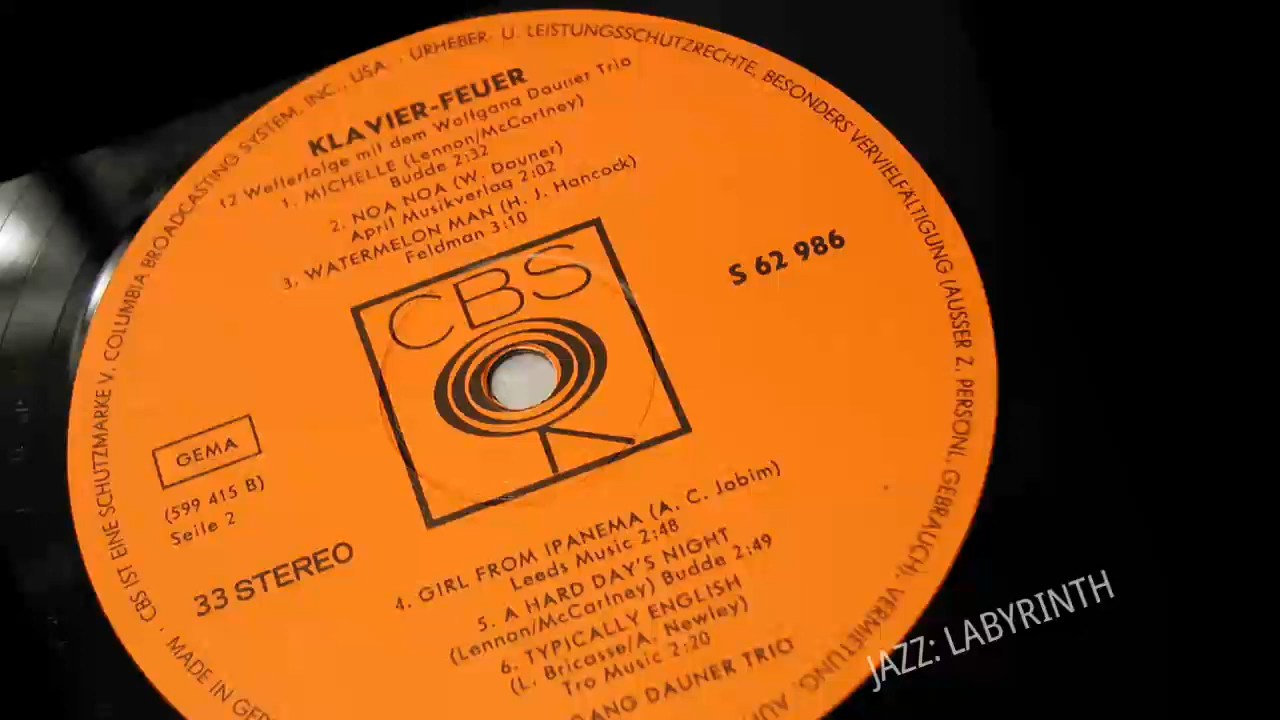 CBS IST EINE SCHUTZMARKE V. COLUMBIA BROADCASTING SYSTEM, INC., USA · URHEBER- U. LEISTUNGSSCHUTZRECHTE, BESONDERS VERVIELFÄLTIGUNG (AUSSER Z. PERSÖNL. GEBRAUCH), VERMIETUNG,
KLAVIER-FEUER
12 Welterfolge mit dem Wolfgang Dauner Trio
1. MICHELLE (Lennon/McCartney)
Budde 2:32
2. NOA NOA (W. Dauner)
April Musikverlag 2:02
3. WATERMELON MAN (H. J. Hancock)
Feldman 3:10
CBS
S 62 986
GEMA
(599 415 B)
Seite 2
33 STEREO
4. GIRL FROM IPANEMA (A. C. Jobim)
Leeds Music 2:48
5. A HARD DAY'S NIGHT
(Lennon/McCartney) Budde 2:49
6. TYPICALLY ENGLISH
(L. Bricasse/A. Newley)
Tro Music 2:20
DAUNER TRIO
· MADE IN
JAZZ: LABYRINTH